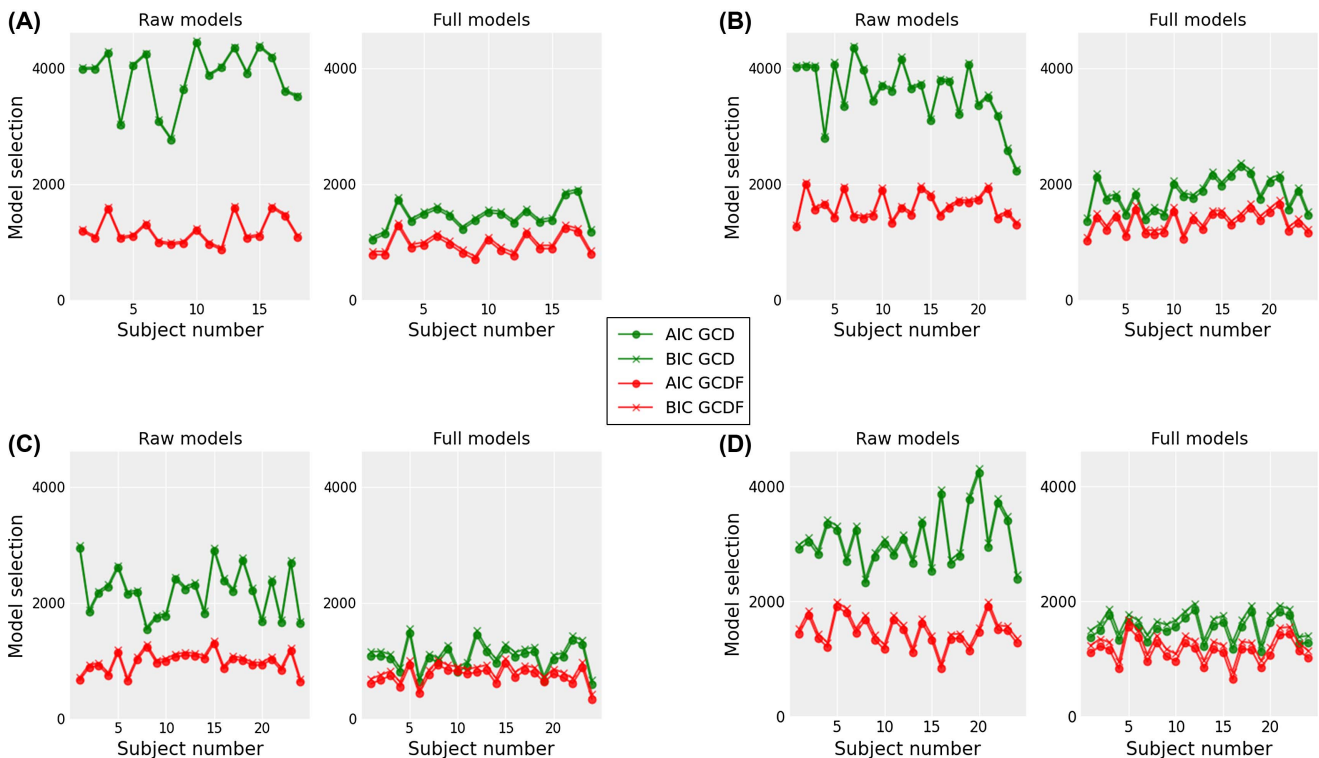 (A)
Raw models
Full models
Model selection
4000
2000
0
5
10
15
Subject number
4000
2000
0
5
10
15
Subject number
(B)
Raw models
Full models
Model selection
4000
2000
0
5
10
15
20
Subject number
4000
2000
0
5
10
15
20
Subject number
AIC GCD
BIC GCD
AIC GCDF
BIC GCDF
(C)
Raw models
Full models
Model selection
4000
2000
0
5
10
15
20
Subject number
4000
2000
0
5
10
15
20
Subject number
(D)
Raw models
Full models
Model selection
4000
2000
0
5
10
15
20
Subject number
4000
2000
0
5
10
15
20
Subject number